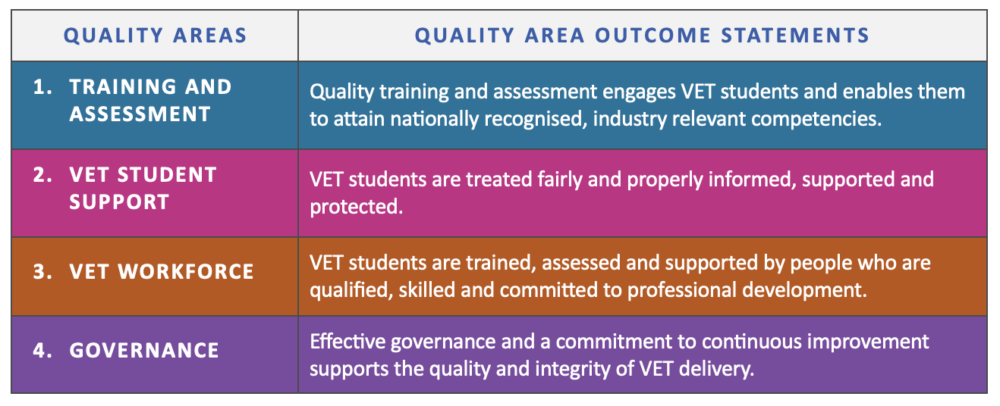 QUALITY AREAS
QUALITY AREA OUTCOME STATEMENTS
1. TRAINING AND
ASSESSMENT
Quality training and assessment engages VET students and enables them
to attain nationally recognised, industry relevant competencies.
2. VET STUDENT
SUPPORT
VET students are treated fairly and properly informed, supported and
protected.
3. VET WORKFORCE
VET students are trained, assessed and supported by people who are
qualified, skilled and committed to professional development.
4. GOVERNANCE
Effective governance and a commitment to continuous improvement
supports the quality and integrity of VET delivery.